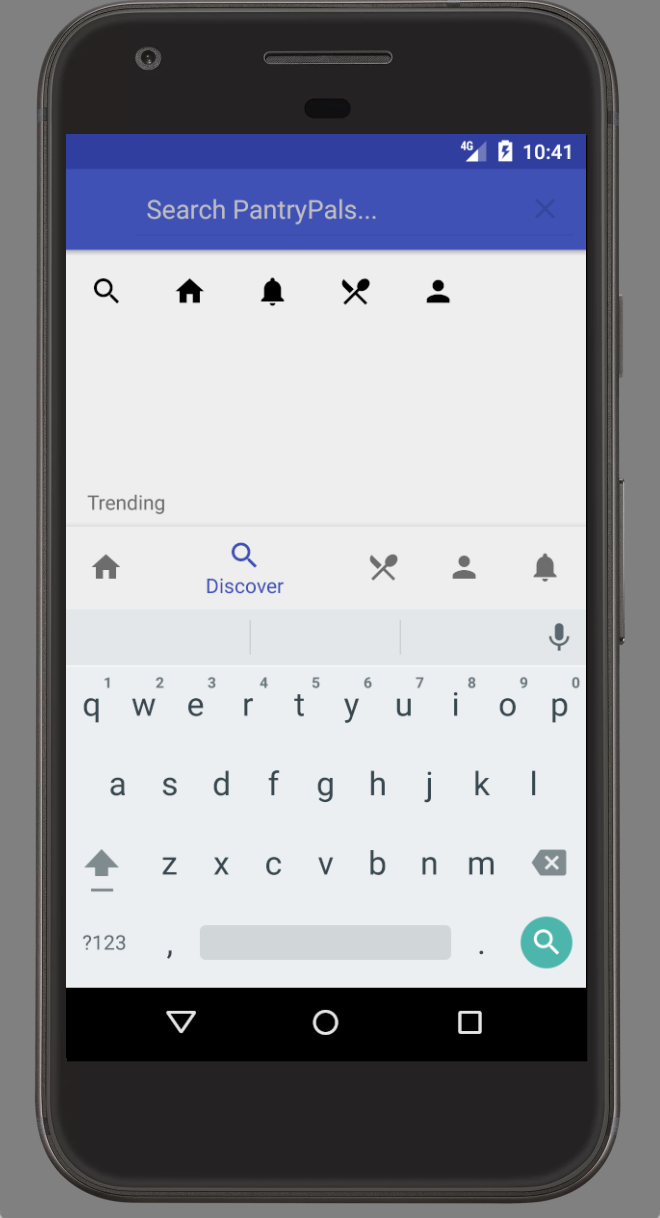 4G 10:41
Search PantryPals...
Trending
Discover
1 2 3 4 5 6 7 8 9 0
q w e r t y u i o p
a s d f g h j k l
z x c v b n m
?123 , .